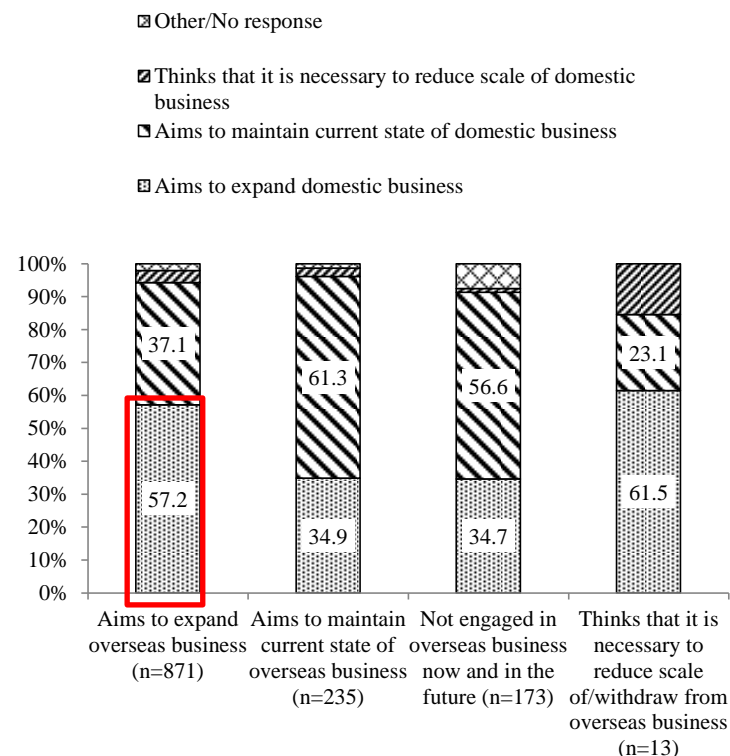 Other/No response
Thinks that it is necessary to reduce scale of domestic
business
Aims to maintain current state of domestic business
Aims to expand domestic business
100%
90%
80%
70%
60%
50%
40%
30%
20%
10%
0%
37.1
57.2
61.3
34.9
56.6
34.7
23.1
61.5
Aims to expand
overseas business
(n=871)
Aims to maintain
current state of
overseas business
(n=235)
Not engaged in
overseas business
now and in the
future (n=173)
Thinks that it is
necessary to
reduce scale
of/withdraw from
overseas business
(n=13)